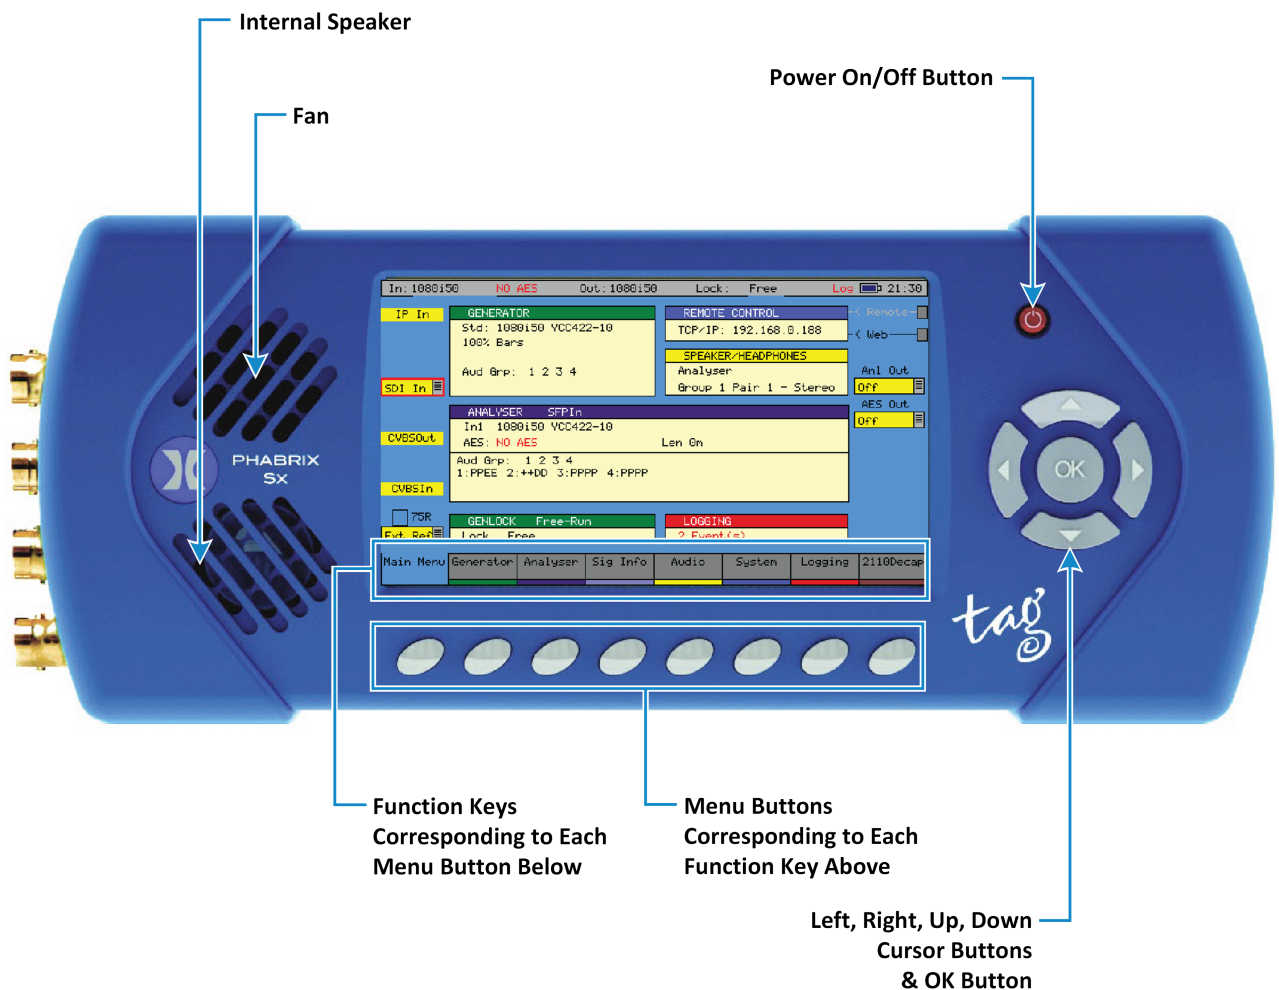 Internal Speaker
Power On/Off Button
Fan
In: 1080i50 NO AES Out: 1080i50 Lock: Free Log 21:30
IP In
GENERATOR
Std: 1080i50 YCC422-10
100% Bars
Aud Grp: 1 2 3 4
REMOTE CONTROL
TCP/IP: 192.168.0.188
< Remote
< Web
SPEAKER/HEADPHONES
Analyser
Group 1 Pair 1 - Stereo
Anl Out
Off
AES Out
Off
SDI In
ANALYSER SFPIn
In1 1080i50 YCC422-10
AES: NO AES Len 0m
Aud Grp: 1 2 3 4
1:PPEE 2:++DD 3:PPPP 4:PPPP
CVBSOut
CVBSIn
75R
Ext Ref
GENLOCK Free-Run
Lock Free
LOGGING
2 Event(s)
Main Menu Generator Analyser Sig Info Audio System Logging 2110Decap
PHABRIX
SX
OK
tag
Function Keys
Corresponding to Each
Menu Button Below
Menu Buttons
Corresponding to Each
Function Key Above
Left, Right, Up, Down
Cursor Buttons
& OK Button